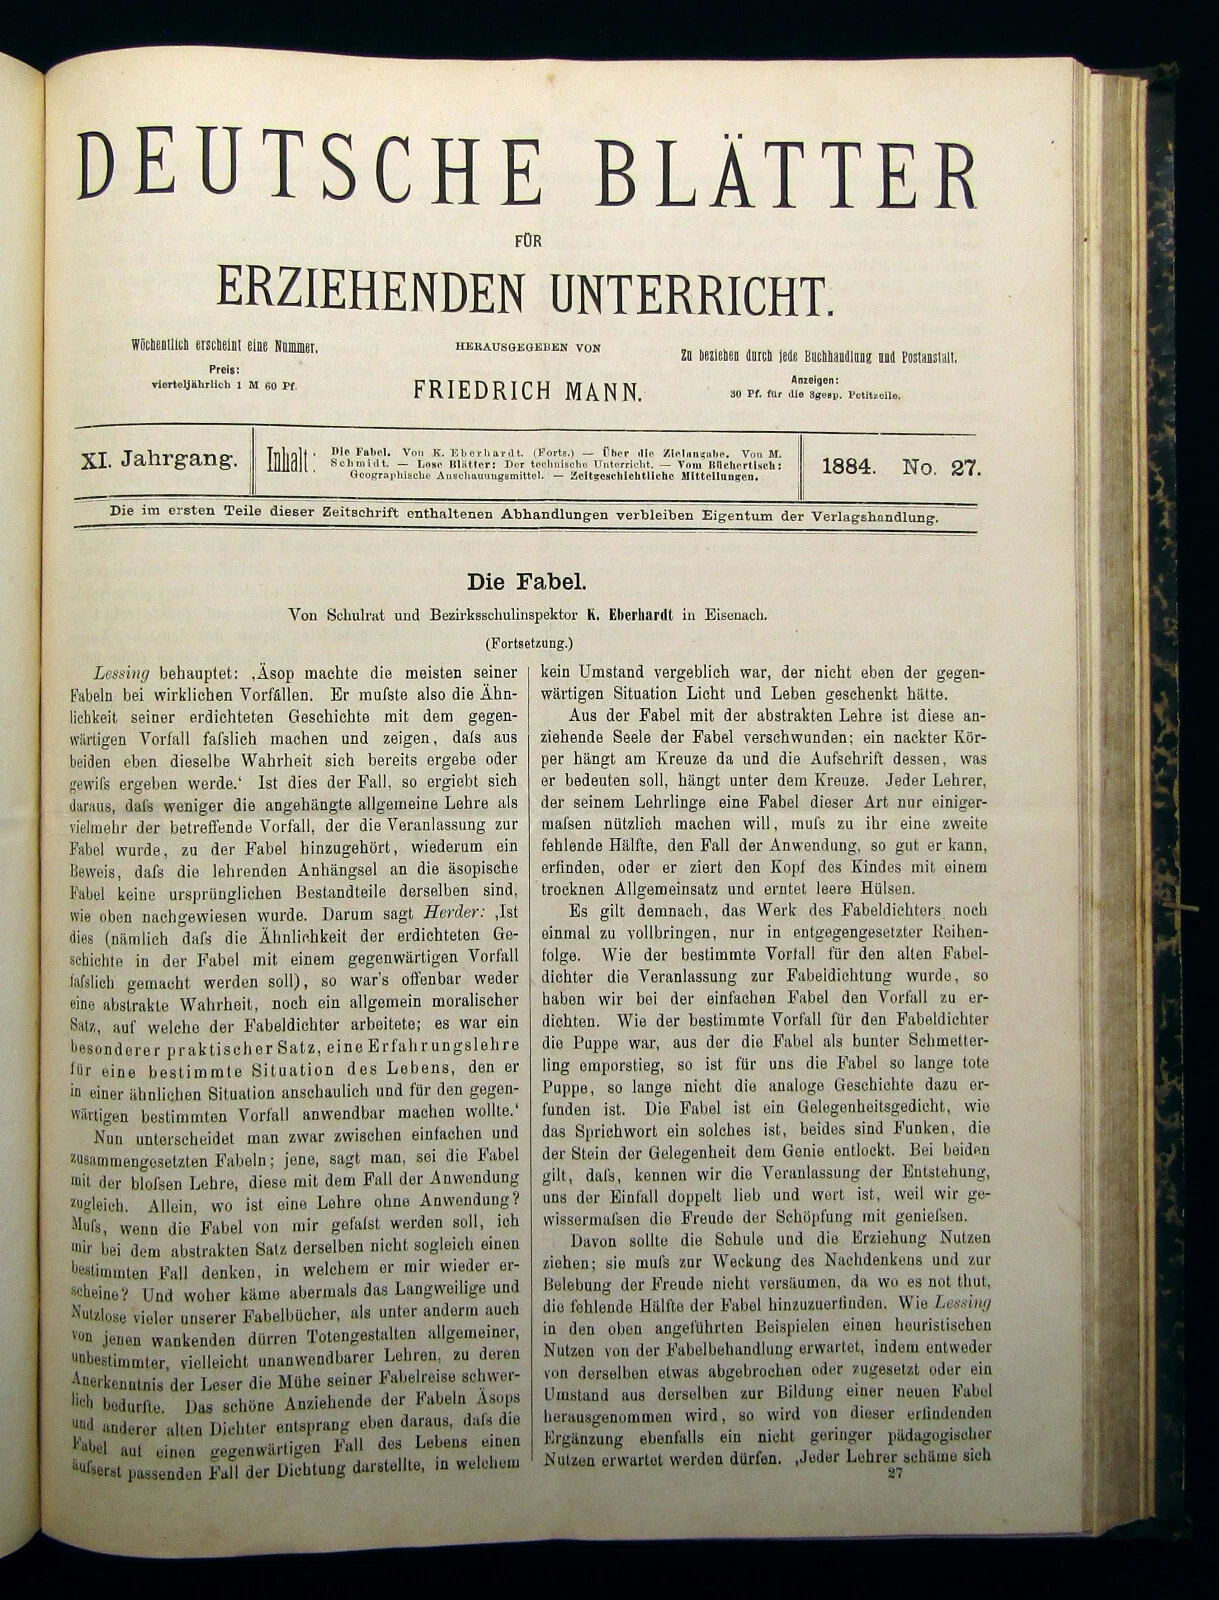 DEUTSCHE BLÄTTER
FÜR
ERZIEHENDEN UNTERRICHT.
Wöchentlich erscheint eine Nummer.
Preis:
vierteljährlich 1 M 60 Pf.
HERAUSGEGEBEN VON
FRIEDRICH MANN.
Zu beziehen durch jede Buchhandlung und Postanstalt.
Anzeigen:
30 Pf. für die 3gesp. Petitzeile.
XI. Jahrgang.
Inhalt:
Die Fabel. Von K. Eberhardt. (Forts.) — Über die Zielangabe. Von M.
Schmidt. — Lose Blätter: Der technische Unterricht. — Vom Büchertisch:
Geographische Anschauungsmittel. — Zeitgeschichtliche Mitteilungen.
1884. No. 27.
Die im ersten Teile dieser Zeitschrift enthaltenen Abhandlungen verbleiben Eigentum der Verlagshandlung.
Die Fabel.
Von Schulrat und Bezirksschulinspektor K. Eberhardt in Eisenach.
(Fortsetzung.)
Lessing behauptet: ‚Äsop machte die meisten seiner
Fabeln bei wirklichen Vorfällen. Er muſste also die Ähn-
lichkeit seiner erdichteten Geschichte mit dem gegen-
wärtigen Vorfall faſslich machen und zeigen, daſs aus
beiden eben dieselbe Wahrheit sich bereits ergebe oder
gewiſs ergeben werde.‘ Ist dies der Fall, so ergiebt sich
daraus, daſs weniger die angehängte allgemeine Lehre als
vielmehr der betreffende Vorfall, der die Veranlassung zur
Fabel wurde, zu der Fabel hinzugehört, wiederum ein
Beweis, daſs die lehrenden Anhängsel an die äsopische
Fabel keine ursprünglichen Bestandteile derselben sind,
wie oben nachgewiesen wurde. Darum sagt Herder: ‚Ist
dies (nämlich daſs die Ähnlichkeit der erdichteten Ge-
schichte in der Fabel mit einem gegenwärtigen Vorfall
faſslich gemacht werden soll), so war's offenbar weder
eine abstrakte Wahrheit, noch ein allgemein moralischer
Satz, auf welche der Fabeldichter arbeitete; es war ein
besonderer praktischer Satz, eine Erfahrungslehre
für eine bestimmte Situation des Lebens, den er
in einer ähnlichen Situation anschaulich und für den gegen-
wärtigen bestimmten Vorfall anwendbar machen wollte.‘
Nun unterscheidet man zwar zwischen einfachen und
zusammengesetzten Fabeln; jene, sagt man, sei die Fabel
mit der bloſsen Lehre, diese mit dem Fall der Anwendung
zugleich. Allein, wo ist eine Lehre ohne Anwendung?
Muſs, wenn die Fabel von mir gefaſst werden soll, ich
mir bei dem abstrakten Satz derselben nicht sogleich einen
bestimmten Fall denken, in welchem er mir wieder er-
scheine? Und woher käme abermals das Langweilige und
Nutzlose vieler unserer Fabelbücher, als unter anderm auch
von jenen wankenden dürren Totengestalten allgemeiner,
unbestimmter, vielleicht unanwendbarer Lehren, zu deren
Anerkenntnis der Leser die Mühe seiner Fabelreise schwer-
lich bedurfte. Das schöne Anziehende der Fabeln Äsops
und anderer alten Dichter entsprang eben daraus, daſs die
Fabel auf einen gegenwärtigen Fall des Lebens einen
äuſserst passenden Fall der Dichtung darstellte, in welchem
kein Umstand vergeblich war, der nicht eben der gegen-
wärtigen Situation Licht und Leben geschenkt hätte.
Aus der Fabel mit der abstrakten Lehre ist diese an-
ziehende Seele der Fabel verschwunden; ein nackter Kör-
per hängt am Kreuze da und die Aufschrift dessen, was
er bedeuten soll, hängt unter dem Kreuze. Jeder Lehrer,
der seinem Lehrlinge eine Fabel dieser Art nur einiger-
maſsen nützlich machen will, muſs zu ihr eine zweite
fehlende Hälfte, den Fall der Anwendung, so gut er kann,
erfinden, oder er ziert den Kopf des Kindes mit einem
trocknen Allgemeinsatz und erntet leere Hülsen.
Es gilt demnach, das Werk des Fabeldichters noch
einmal zu vollbringen, nur in entgegengesetzter Reihen-
folge. Wie der bestimmte Vorfall für den alten Fabel-
dichter die Veranlassung zur Fabeldichtung wurde, so
haben wir bei der einfachen Fabel den Vorfall zu er-
dichten. Wie der bestimmte Vorfall für den Fabeldichter
die Puppe war, aus der die Fabel als bunter Schmetter-
ling emporstieg, so ist für uns die Fabel so lange tote
Puppe, so lange nicht die analoge Geschichte dazu er-
funden ist. Die Fabel ist ein Gelegenheitsgedicht, wie
das Sprichwort ein solches ist, beides sind Funken, die
der Stein der Gelegenheit dem Genie entlockt. Bei beiden
gilt, daſs, kennen wir die Veranlassung der Entstehung,
uns der Einfall doppelt lieb und wert ist, weil wir ge-
wissermaſsen die Freude der Schöpfung mit genieſsen.
Davon sollte die Schule und die Erziehung Nutzen
ziehen; sie muſs zur Weckung des Nachdenkens und zur
Belebung der Freude nicht versäumen, da wo es not thut,
die fehlende Hälfte der Fabel hinzuzuerfinden. Wie Lessing
in den oben angeführten Beispielen einen heuristischen
Nutzen von der Fabelbehandlung erwartet, indem entweder
von derselben etwas abgebrochen oder zugesetzt oder ein
Umstand aus derselben zur Bildung einer neuen Fabel
herausgenommen wird, so wird von dieser erfindenden
Ergänzung ebenfalls ein nicht geringer pädagogischer
Nutzen erwartet werden dürfen. ‚Jeder Lehrer schäme sich
27